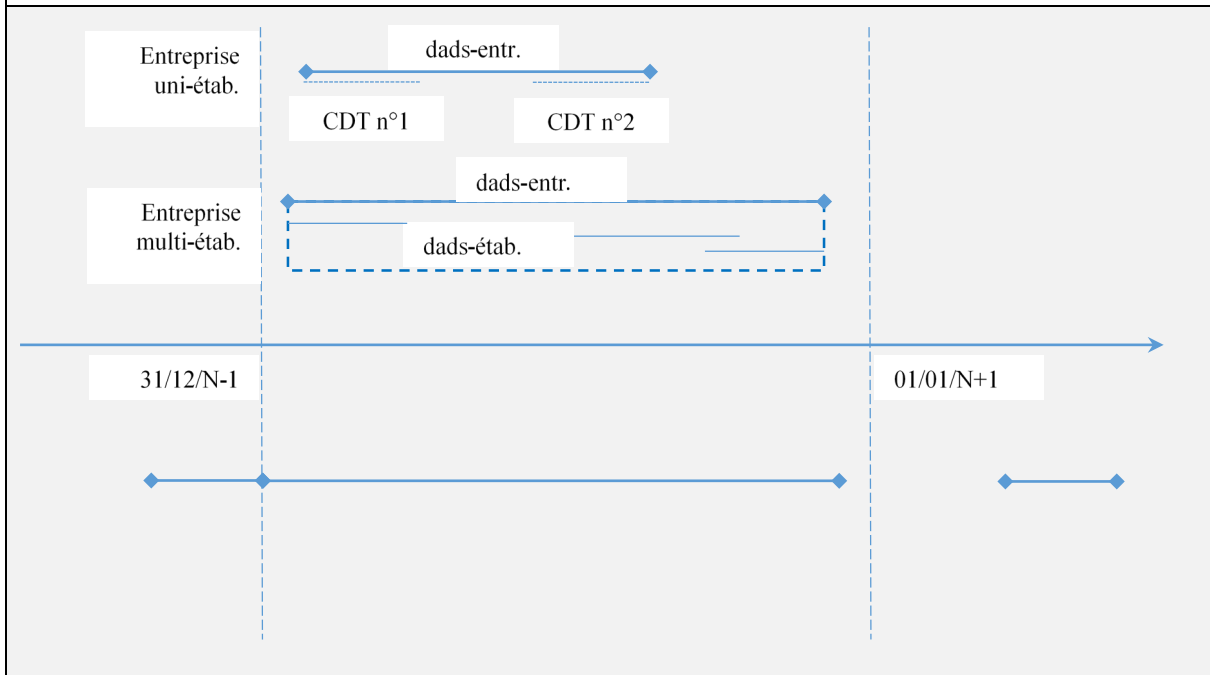 Entreprise
uni-étab.
dads-entr.
CDT n°1
CDT n°2
dads-entr.
Entreprise
multi-étab.
dads-étab.
31/12/N-1
01/01/N+1